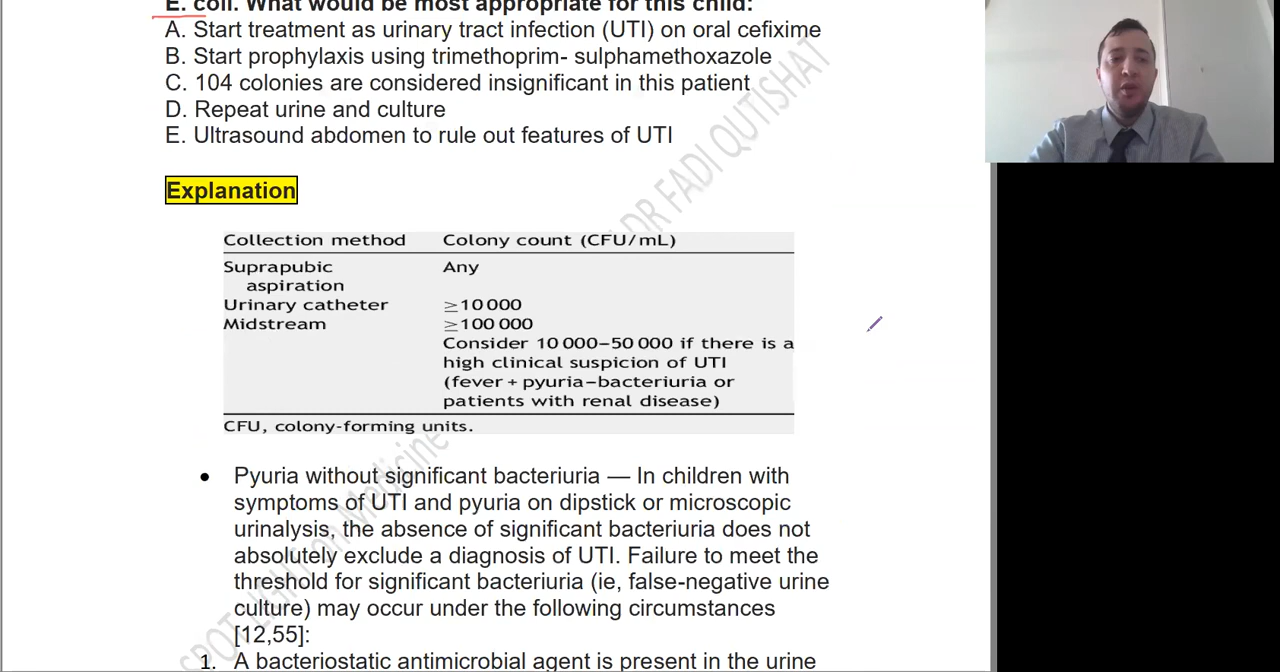 E. coli. What would be most appropriate for this child:
A. Start treatment as urinary tract infection (UTI) on oral cefixime
B. Start prophylaxis using trimethoprim- sulphamethoxazole
C. 104 colonies are considered insignificant in this patient
D. Repeat urine and culture
E. Ultrasound abdomen to rule out features of UTI
Explanation
Collection method Colony count (CFU/mL)
Suprapubic aspiration Any
Urinary catheter ≥10 000
Midstream ≥100 000
Consider 10 000–50 000 if there is a
high clinical suspicion of UTI
(fever + pyuria–bacteriuria or
patients with renal disease)
CFU, colony-forming units.
• Pyuria without significant bacteriuria — In children with
symptoms of UTI and pyuria on dipstick or microscopic
urinalysis, the absence of significant bacteriuria does not
absolutely exclude a diagnosis of UTI. Failure to meet the
threshold for significant bacteriuria (ie, false-negative urine
culture) may occur under the following circumstances
[12,55]:
1. A bacteriostatic antimicrobial agent is present in the urine
SPOT LIGHT on Medicine
DR FADI QUTISHAT